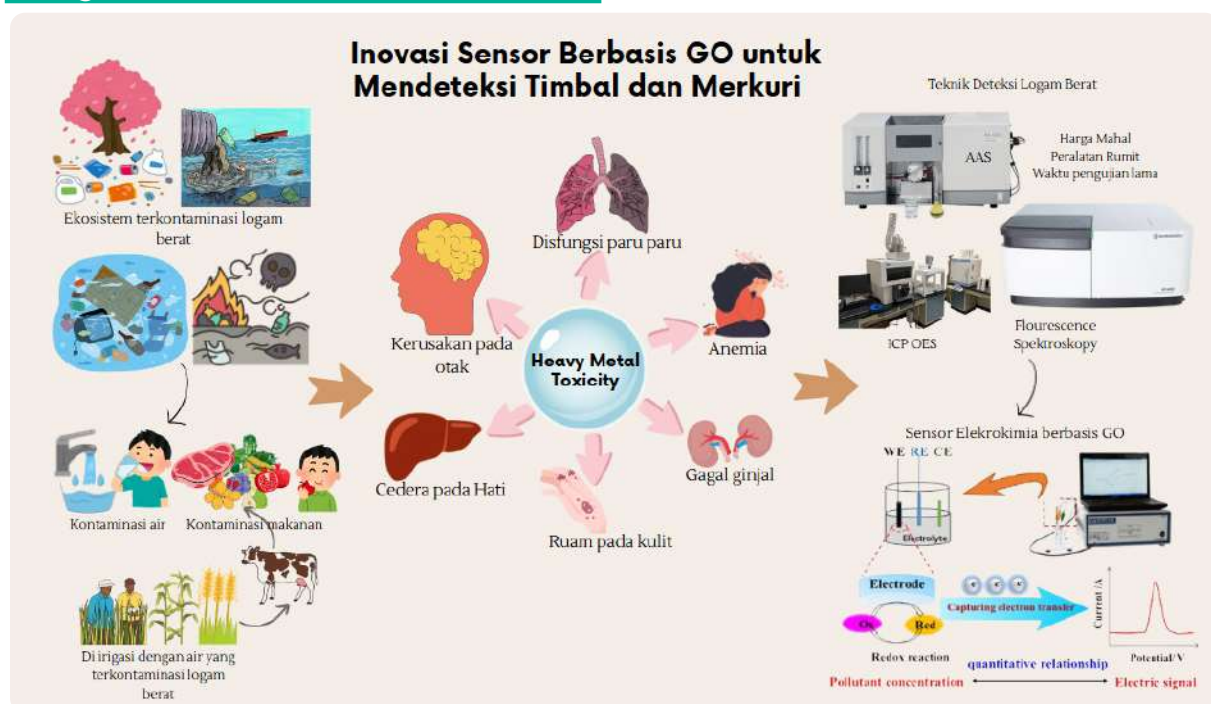 Inovasi Sensor Berbasis GO untuk
Mendeteksi Timbal dan Merkuri
Ekosistem terkontaminasi logam
berat
Kontaminasi air
Kontaminasi makanan
Di irigasi dengan air yang
terkontaminasi logam
berat
Disfungsi paru paru
Kerusakan pada
otak
Anemia
Heavy Metal
Toxicity
Cedera pada Hati
Gagal ginjal
Ruam pada kulit
Teknik Deteksi Logam Berat
AAS
Harga Mahal
Peralatan Rumit
Waktu pengujian lama
ICP OES
Flourescence
Spektroskopy
Sensor Elekrokimia berbasis GO
WE RE CE
Electrolyte
Electrode
Ox
Red
Redox reaction
Capturing electron transfer
Current /A
Potential/V
quantitative relationship
Pollutant concentration
Electric signal